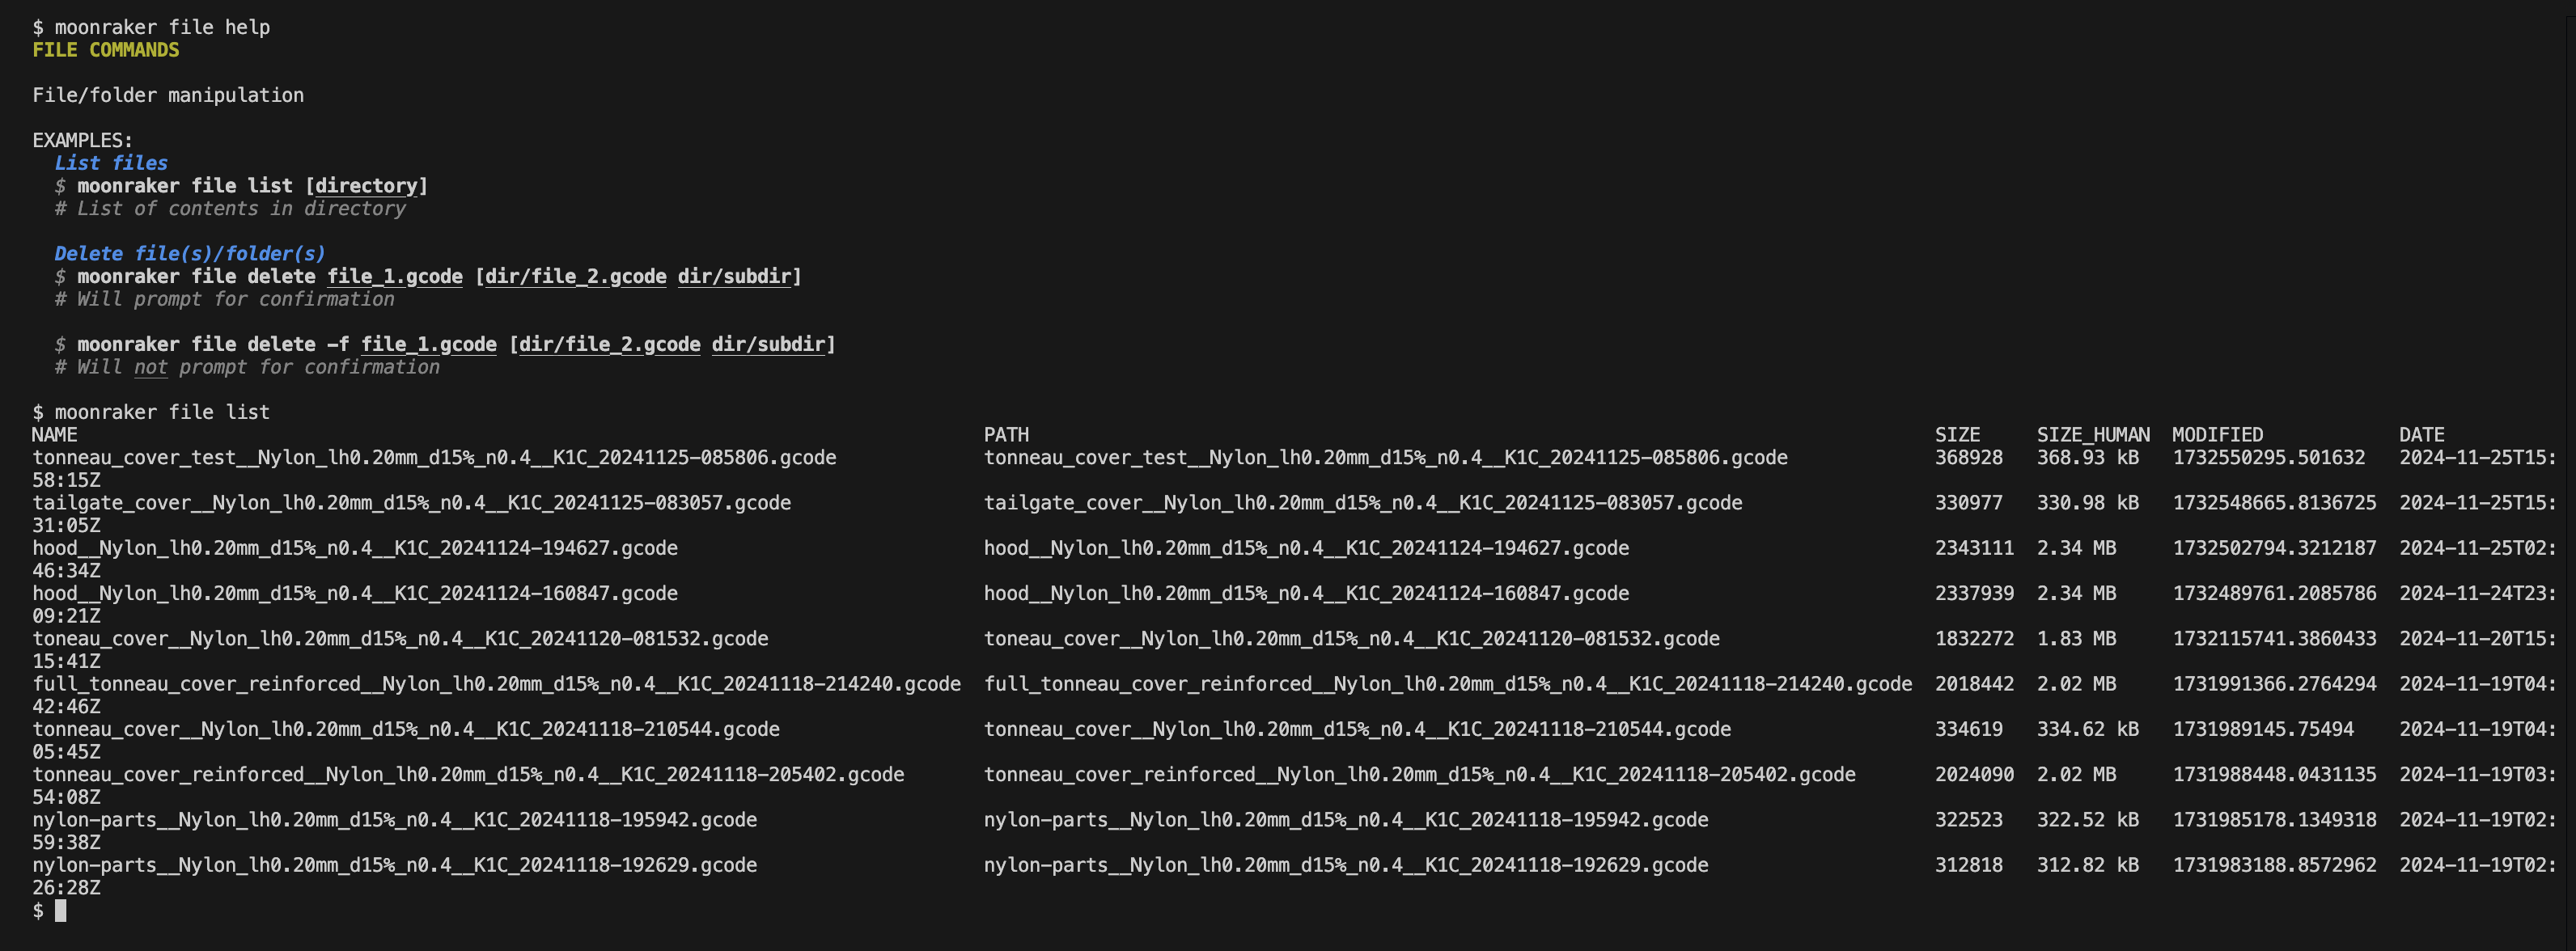 $ moonraker file help
FILE COMMANDS
File/folder manipulation
EXAMPLES:
List files
$ moonraker file list [directory]
# List of contents in directory
Delete file(s)/folder(s)
$ moonraker file delete file_1.gcode [dir/file_2.gcode dir/subdir]
# Will prompt for confirmation
$ moonraker file delete -f file_1.gcode [dir/file_2.gcode dir/subdir]
# Will not prompt for confirmation
$ moonraker file list
NAME PATH SIZE SIZE_HUMAN MODIFIED DATE
tonneau_cover_test__Nylon_lh0.20mm_d15%_n0.4__K1C_20241125-085806.gcode tonneau_cover_test__Nylon_lh0.20mm_d15%_n0.4__K1C_20241125-085806.gcode 368928 368.93 kB 1732550295.501632 2024-11-25T15:
58:15Z
tailgate_cover__Nylon_lh0.20mm_d15%_n0.4__K1C_20241125-083057.gcode tailgate_cover__Nylon_lh0.20mm_d15%_n0.4__K1C_20241125-083057.gcode 330977 330.98 kB 1732548665.8136725 2024-11-25T15:
31:05Z
hood__Nylon_lh0.20mm_d15%_n0.4__K1C_20241124-194627.gcode hood__Nylon_lh0.20mm_d15%_n0.4__K1C_20241124-194627.gcode 2343111 2.34 MB 1732502794.3212187 2024-11-25T02:
46:34Z
hood__Nylon_lh0.20mm_d15%_n0.4__K1C_20241124-160847.gcode hood__Nylon_lh0.20mm_d15%_n0.4__K1C_20241124-160847.gcode 2337939 2.34 MB 1732489761.2085786 2024-11-24T23:
09:21Z
toneau_cover__Nylon_lh0.20mm_d15%_n0.4__K1C_20241120-081532.gcode toneau_cover__Nylon_lh0.20mm_d15%_n0.4__K1C_20241120-081532.gcode 1832272 1.83 MB 1732115741.3860433 2024-11-20T15:
15:41Z
full_tonneau_cover_reinforced__Nylon_lh0.20mm_d15%_n0.4__K1C_20241118-214240.gcode full_tonneau_cover_reinforced__Nylon_lh0.20mm_d15%_n0.4__K1C_20241118-214240.gcode 2018442 2.02 MB 1731991366.2764294 2024-11-19T04:
42:46Z
tonneau_cover__Nylon_lh0.20mm_d15%_n0.4__K1C_20241118-210544.gcode tonneau_cover__Nylon_lh0.20mm_d15%_n0.4__K1C_20241118-210544.gcode 334619 334.62 kB 1731989145.75494 2024-11-19T04:
05:45Z
tonneau_cover_reinforced__Nylon_lh0.20mm_d15%_n0.4__K1C_20241118-205402.gcode tonneau_cover_reinforced__Nylon_lh0.20mm_d15%_n0.4__K1C_20241118-205402.gcode 2024090 2.02 MB 1731988448.0431135 2024-11-19T03:
54:08Z
nylon-parts__Nylon_lh0.20mm_d15%_n0.4__K1C_20241118-195942.gcode nylon-parts__Nylon_lh0.20mm_d15%_n0.4__K1C_20241118-195942.gcode 322523 322.52 kB 1731985178.1349318 2024-11-19T02:
59:38Z
nylon-parts__Nylon_lh0.20mm_d15%_n0.4__K1C_20241118-192629.gcode nylon-parts__Nylon_lh0.20mm_d15%_n0.4__K1C_20241118-192629.gcode 312818 312.82 kB 1731983188.8572962 2024-11-19T02:
26:28Z
$